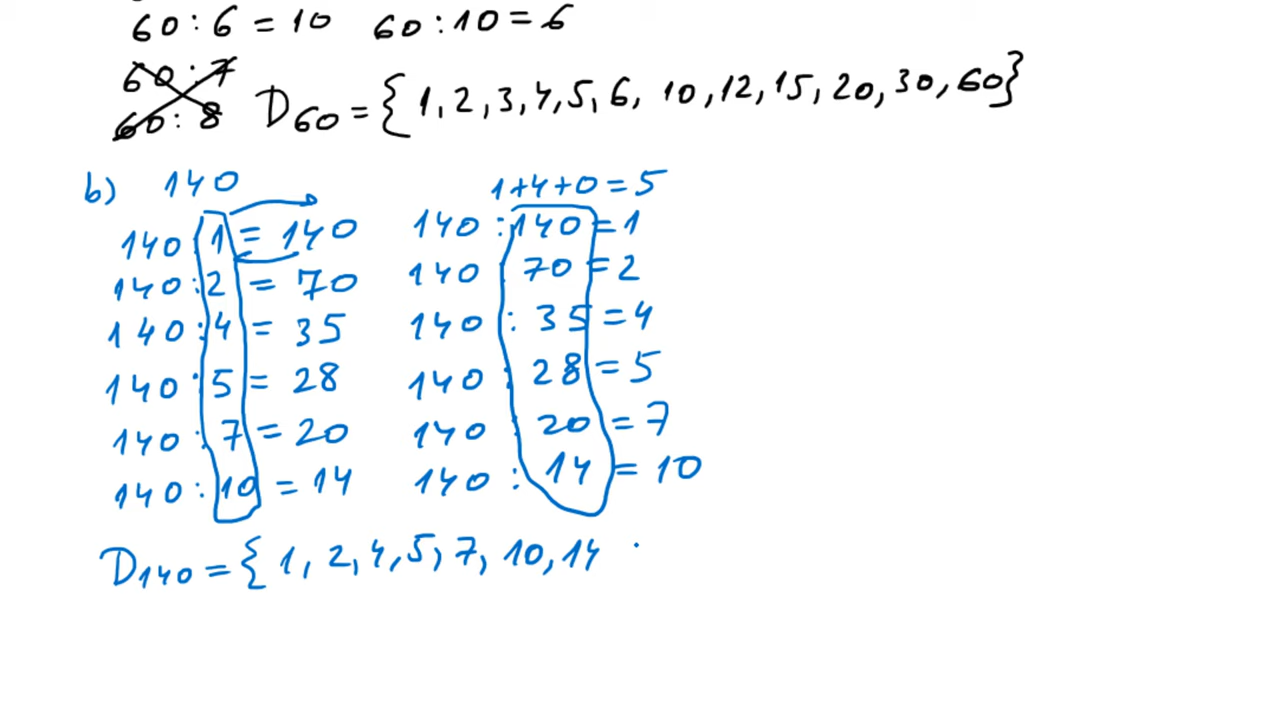 60:6 = 10 60:10 = 6
60:7
60:8 D60 = {1, 2, 3, 4, 5, 6, 10, 12, 15, 20, 30, 60}
b) 140 1+4+0=5
140:1 = 140 140:140=1
140:2 = 70 140:70=2
140:4 = 35 140:35=4
140:5 = 28 140:28=5
140:7 = 20 140:20=7
140:10 = 14 140:14=10
D140 = { 1, 2, 4, 5, 7, 10, 14